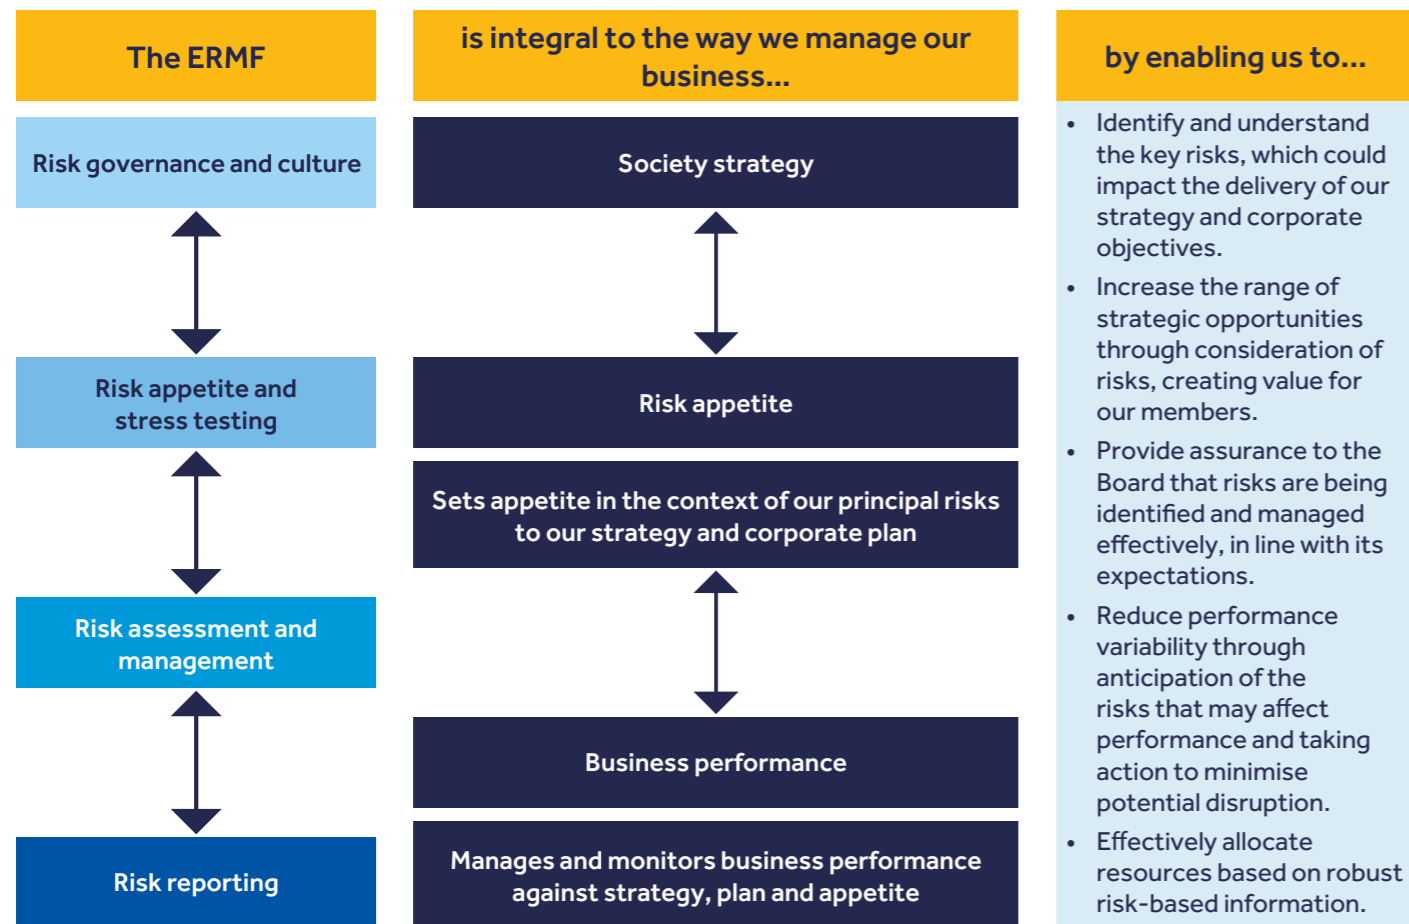 The ERMF
Risk governance and culture
Risk appetite and
stress testing
Risk assessment and
management
Risk reporting
is integral to the way we manage our
business...
Society strategy
Risk appetite
Sets appetite in the context of our principal risks
to our strategy and corporate plan
Business performance
Manages and monitors business performance
against strategy, plan and appetite
by enabling us to...
• Identify and understand
the key risks, which could
impact the delivery of our
strategy and corporate
objectives.
• Increase the range of
strategic opportunities
through consideration of
risks, creating value for
our members.
• Provide assurance to the
Board that risks are being
identified and managed
effectively, in line with its
expectations.
• Reduce performance
variability through
anticipation of the
risks that may affect
performance and taking
action to minimise
potential disruption.
• Effectively allocate
resources based on robust
risk-based information.